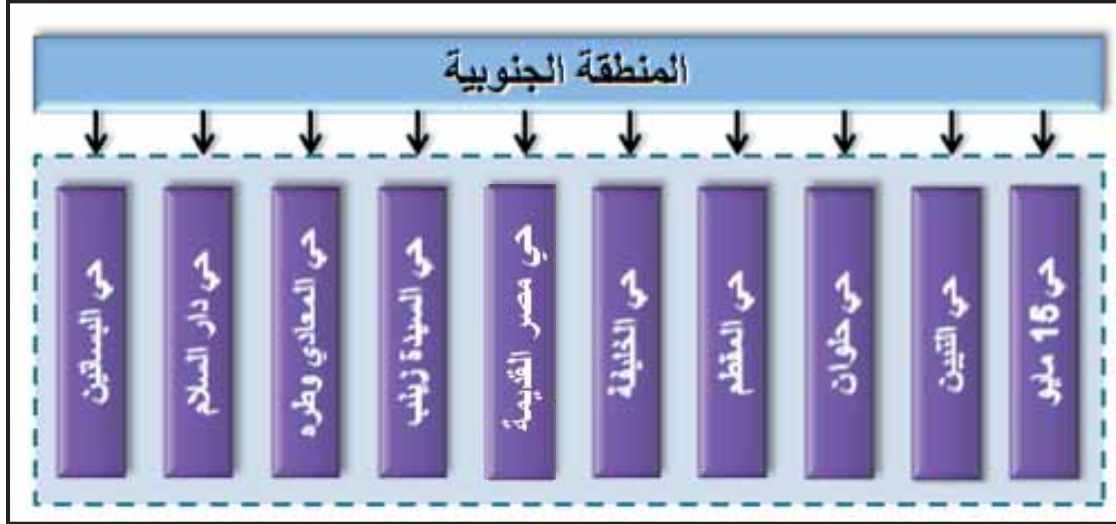 المنطقة الجنوبية
حي 15 مايو
حي التبين
حي حلوان
حي المقطم
حي الخليفة
حي مصر القديمة
حي السيدة زينب
حي المعادي وطره
حي دار السلام
حي البساتين